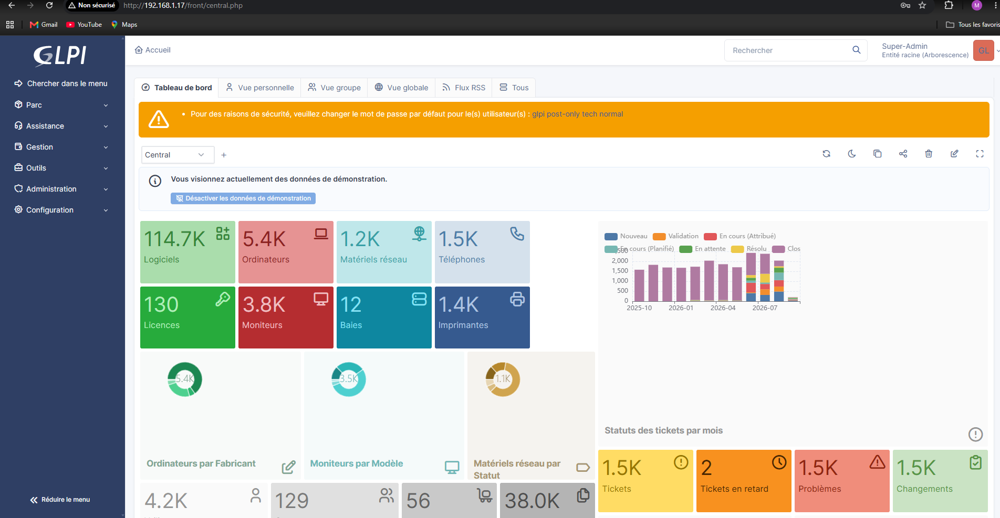 Non sécurisé
http://192.168.1.17/front/central.php
M
Gmail
YouTube
Maps
Tous les favoris
GLPI
Accueil
Rechercher
Super-Admin
Entité racine (Arborescence)
GL
Chercher dans le menu
Parc
Assistance
Gestion
Outils
Administration
Configuration
Réduire le menu
Tableau de bord
Vue personnelle
Vue groupe
Vue globale
Flux RSS
Tous
Pour des raisons de sécurité, veuillez changer le mot de passe par défaut pour le(s) utilisateur(s) : glpi post-only tech normal
Central
Vous visionnez actuellement des données de démonstration.
Désactiver les données de démonstration
114.7K
Logiciels
5.4K
Ordinateurs
1.2K
Matériels réseau
1.5K
Téléphones
130
Licences
3.8K
Moniteurs
12
Baies
1.4K
Imprimantes
5.4K
Ordinateurs par Fabricant
3.5K
Moniteurs par Modèle
1.1K
Matériels réseau par
Statut
4.2K
129
56
38.0K
Nouveau
Validation
En cours (Attribué)
En cours (Planifié)
En attente
Résolu
Clos
2,000
1,500
1,000
500
0
2025-10
2026-01
2026-04
2026-07
Statuts des tickets par mois
1.5K
Tickets
2
Tickets en retard
1.5K
Problèmes
1.5K
Changements